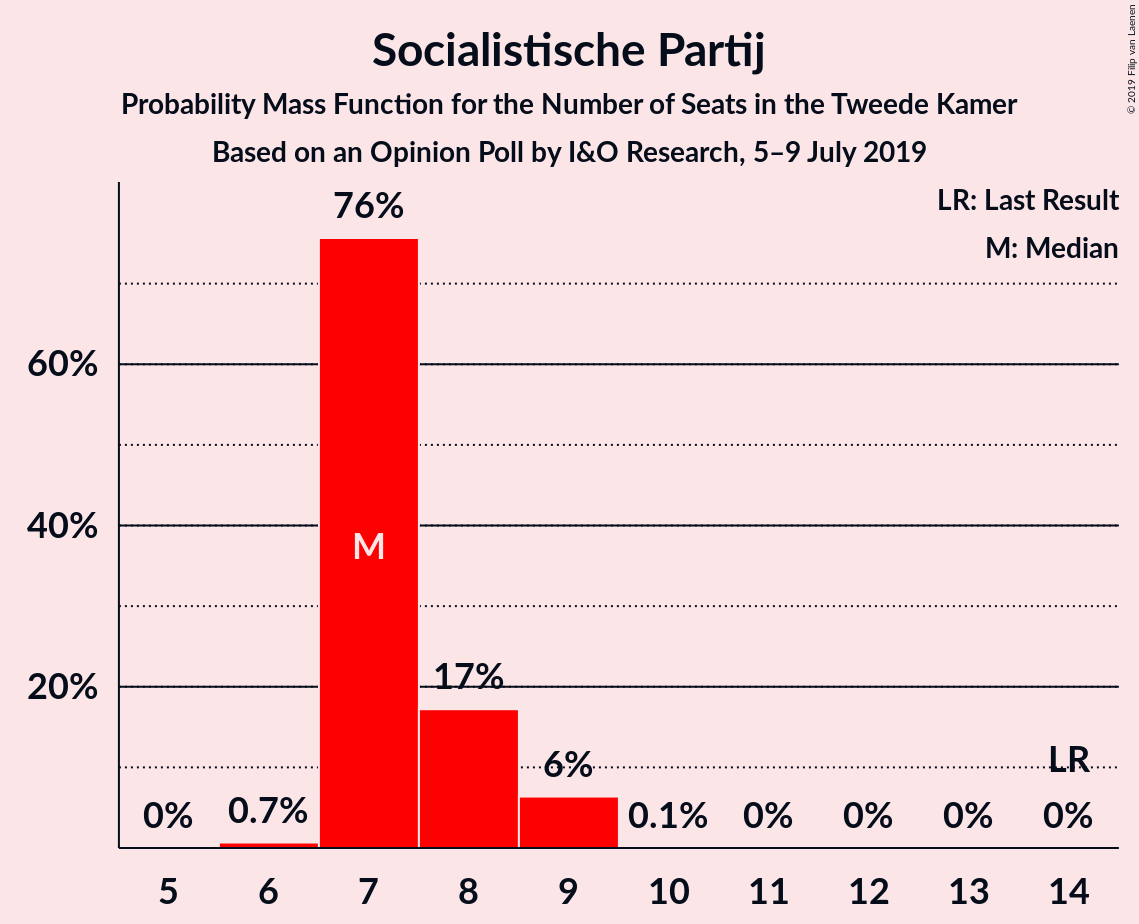 © 2019 Filip van Laenen
Socialistische Partij
Probability Mass Function for the Number of Seats in the Tweede Kamer
Based on an Opinion Poll by I&O Research, 5–9 July 2019
LR: Last Result
M: Median
76%
60%
40%
M
20%
17%
6%
LR
0% 0.7% 0.1% 0% 0% 0% 0%
5 6 7 8 9 10 11 12 13 14